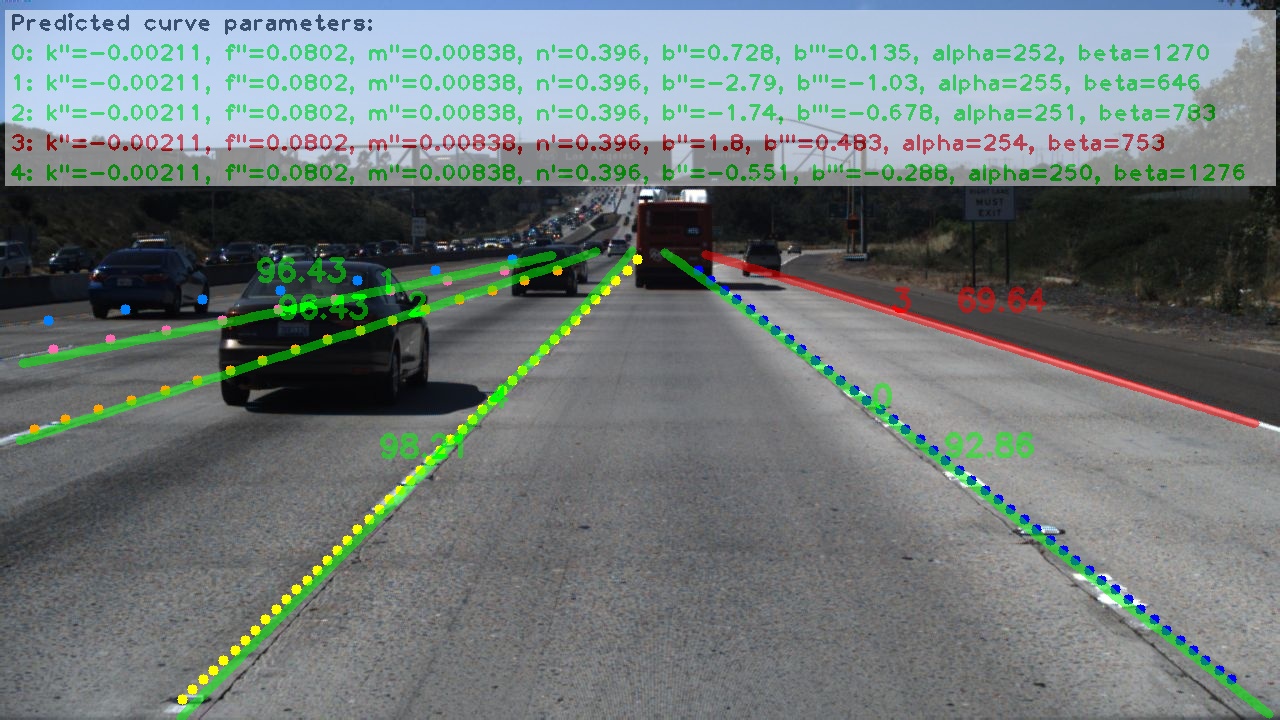 Predicted curve parameters:
0: k''=-0.00211, f''=0.0802, m''=0.00838, n'=0.396, b''=0.728, b'''=0.135, alpha=252, beta=1270
1: k''=-0.00211, f''=0.0802, m''=0.00838, n'=0.396, b''=-2.79, b'''=-1.03, alpha=255, beta=646
2: k''=-0.00211, f''=0.0802, m''=0.00838, n'=0.396, b''=-1.74, b'''=-0.678, alpha=251, beta=783
3: k''=-0.00211, f''=0.0802, m''=0.00838, n'=0.396, b''=1.8, b'''=0.483, alpha=254, beta=753
4: k''=-0.00211, f''=0.0802, m''=0.00838, n'=0.396, b''=-0.551, b'''=-0.288, alpha=250, beta=1276
RIGHT LANE
MUST
EXIT
96.43 1
96.43 2
3 69.64
0
98.21
92.86